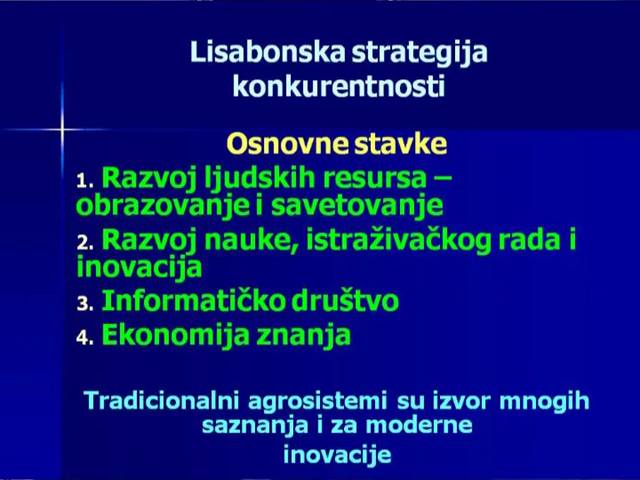 Lisabonska strategija
konkurentnosti
Osnovne stavke
1. Razvoj ljudskih resursa –
obrazovanje i savetovanje
2. Razvoj nauke, istraživačkog rada i
inovacija
3. Informatičko društvo
4. Ekonomija znanja
Tradicionalni agrosistemi su izvor mnogih
saznanja i za moderne
inovacije